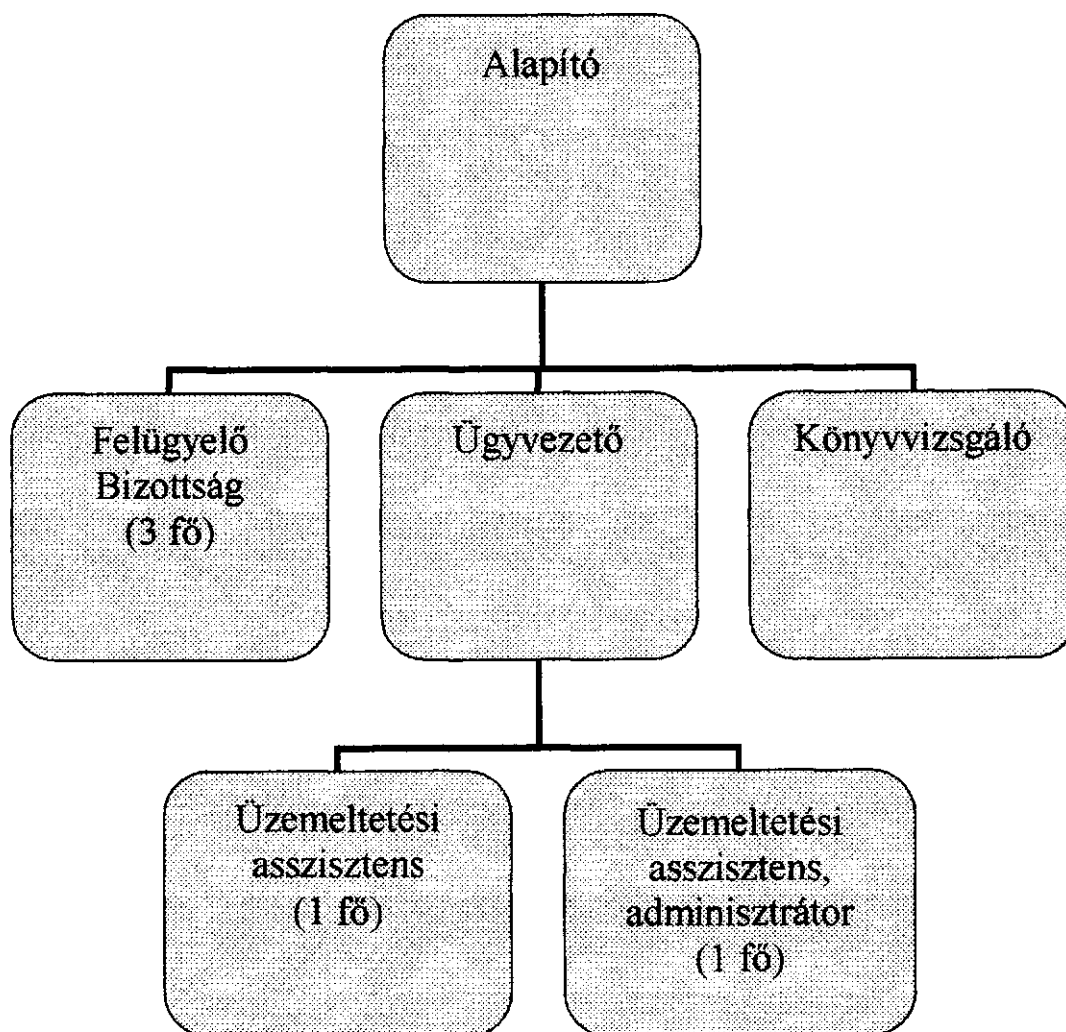 Alapító
Felügyelő
Bizottság
(3 fő)
Ügyvezető
Könyvvizsgáló
Üzemeltetési
asszisztens
(1 fő)
Üzemeltetési
asszisztens,
adminisztrátor
(1 fő)